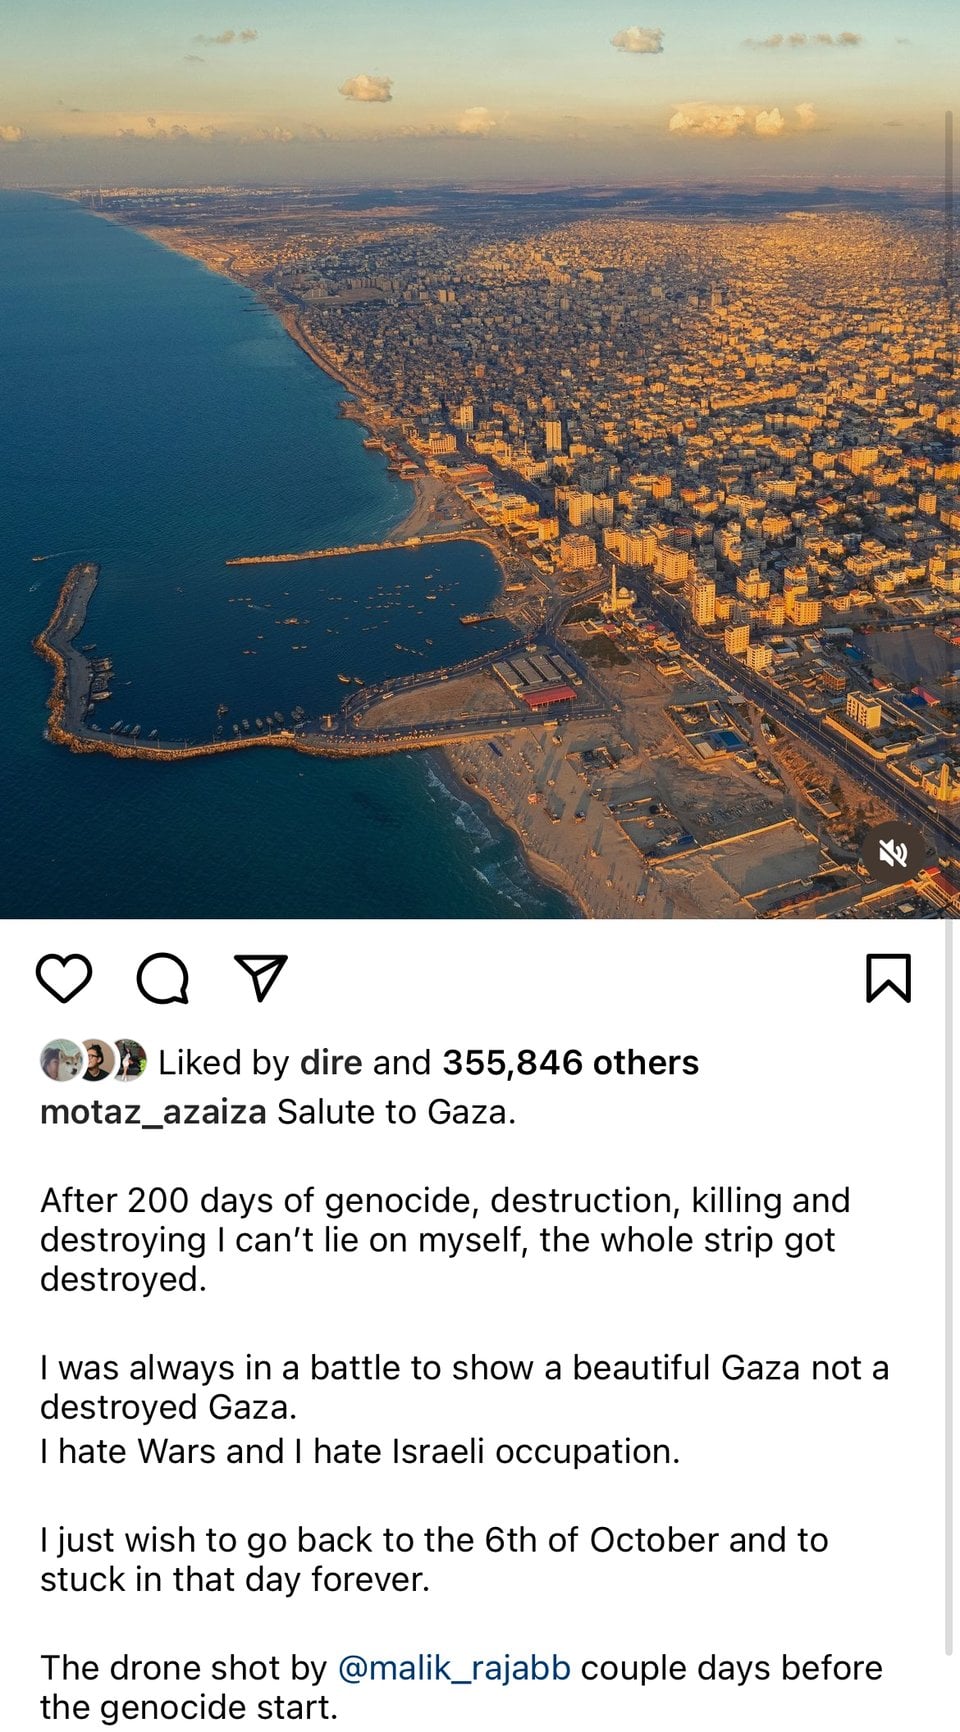 Liked by dire and 355,846 others
motaz_azaiza Salute to Gaza.
After 200 days of genocide, destruction, killing and
destroying I can’t lie on myself, the whole strip got
destroyed.
I was always in a battle to show a beautiful Gaza not a
destroyed Gaza.
I hate Wars and I hate Israeli occupation.
I just wish to go back to the 6th of October and to
stuck in that day forever.
The drone shot by @malik_rajabb couple days before
the genocide start.